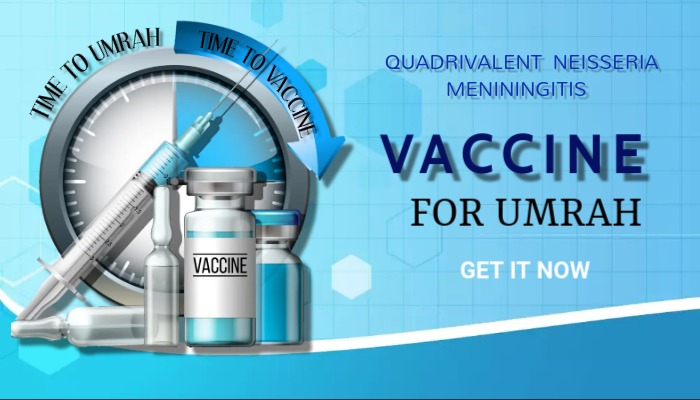 TIME TO UMRAH
TIME TO VACCINE
QUADRIVALENT NEISSERIA
MENININGITIS
VACCINE
FOR UMRAH
GET IT NOW
VACCINE